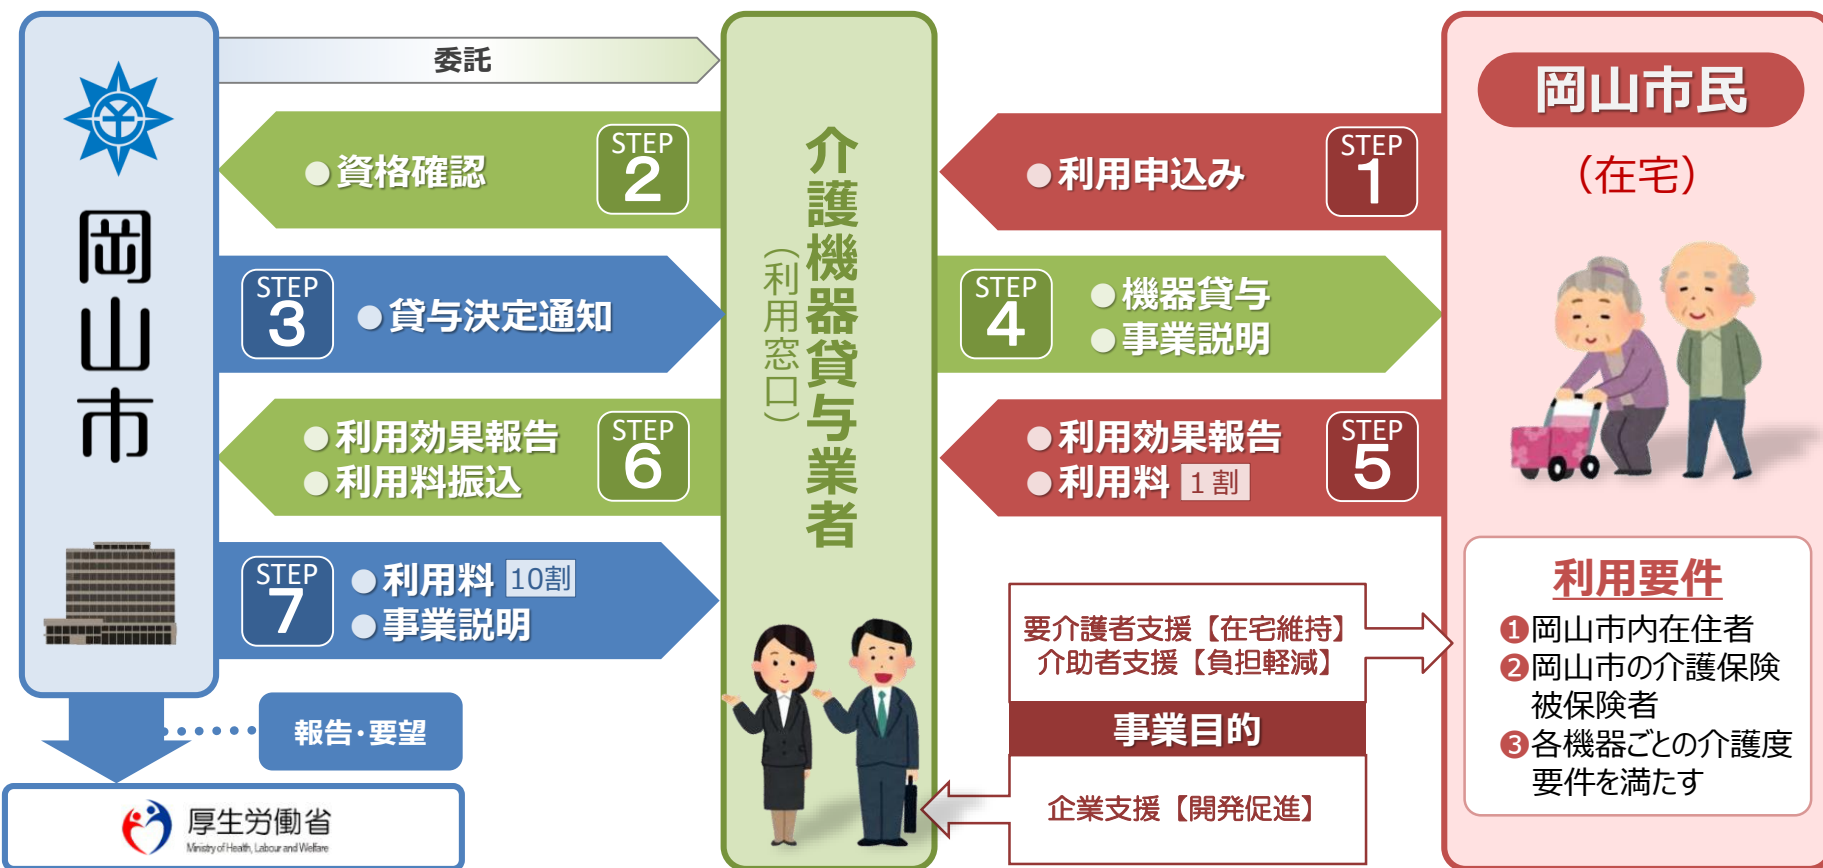 岡山市
委託
STEP
2
●資格確認
STEP
3
●貸与決定通知
STEP
6
●利用効果報告
●利用料振込
STEP
7
●利用料 10割
●事業説明
報告・要望
厚生労働省
Ministry of Health, Labour and Welfare
介護機器貸与業者
（利用窓口）
STEP
1
●利用申込み
STEP
4
●機器貸与
●事業説明
STEP
5
●利用効果報告
●利用料 1割
要介護者支援【在宅維持】
介助者支援【負担軽減】
事業目的
企業支援【開発促進】
岡山市民
（在宅）
利用要件
❶岡山市内在住者
❷岡山市の介護保険
被保険者
❸各機器ごとの介護度
要件を満たす